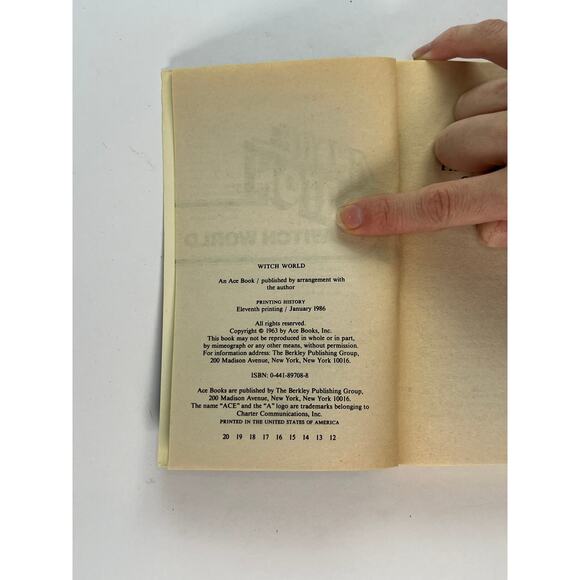 WITCH WORLD
WITCH WORLD
An Ace Book / published by arrangement with
the author
PRINTING HISTORY
Eleventh printing / January 1986
All rights reserved.
Copyright © 1963 by Ace Books, Inc.
This book may not be reproduced in whole or in part,
by mimeograph or any other means, without permission.
For information address: The Berkley Publishing Group,
200 Madison Avenue, New York, New York 10016.
ISBN: 0-441-89708-8
Ace Books are published by The Berkley Publishing Group,
200 Madison Avenue, New York, New York 10016.
The name "ACE" and the "A" logo are trademarks belonging to
Charter Communications, Inc.
PRINTED IN THE UNITED STATES OF AMERICA
20 19 18 17 16 15 14 13 12